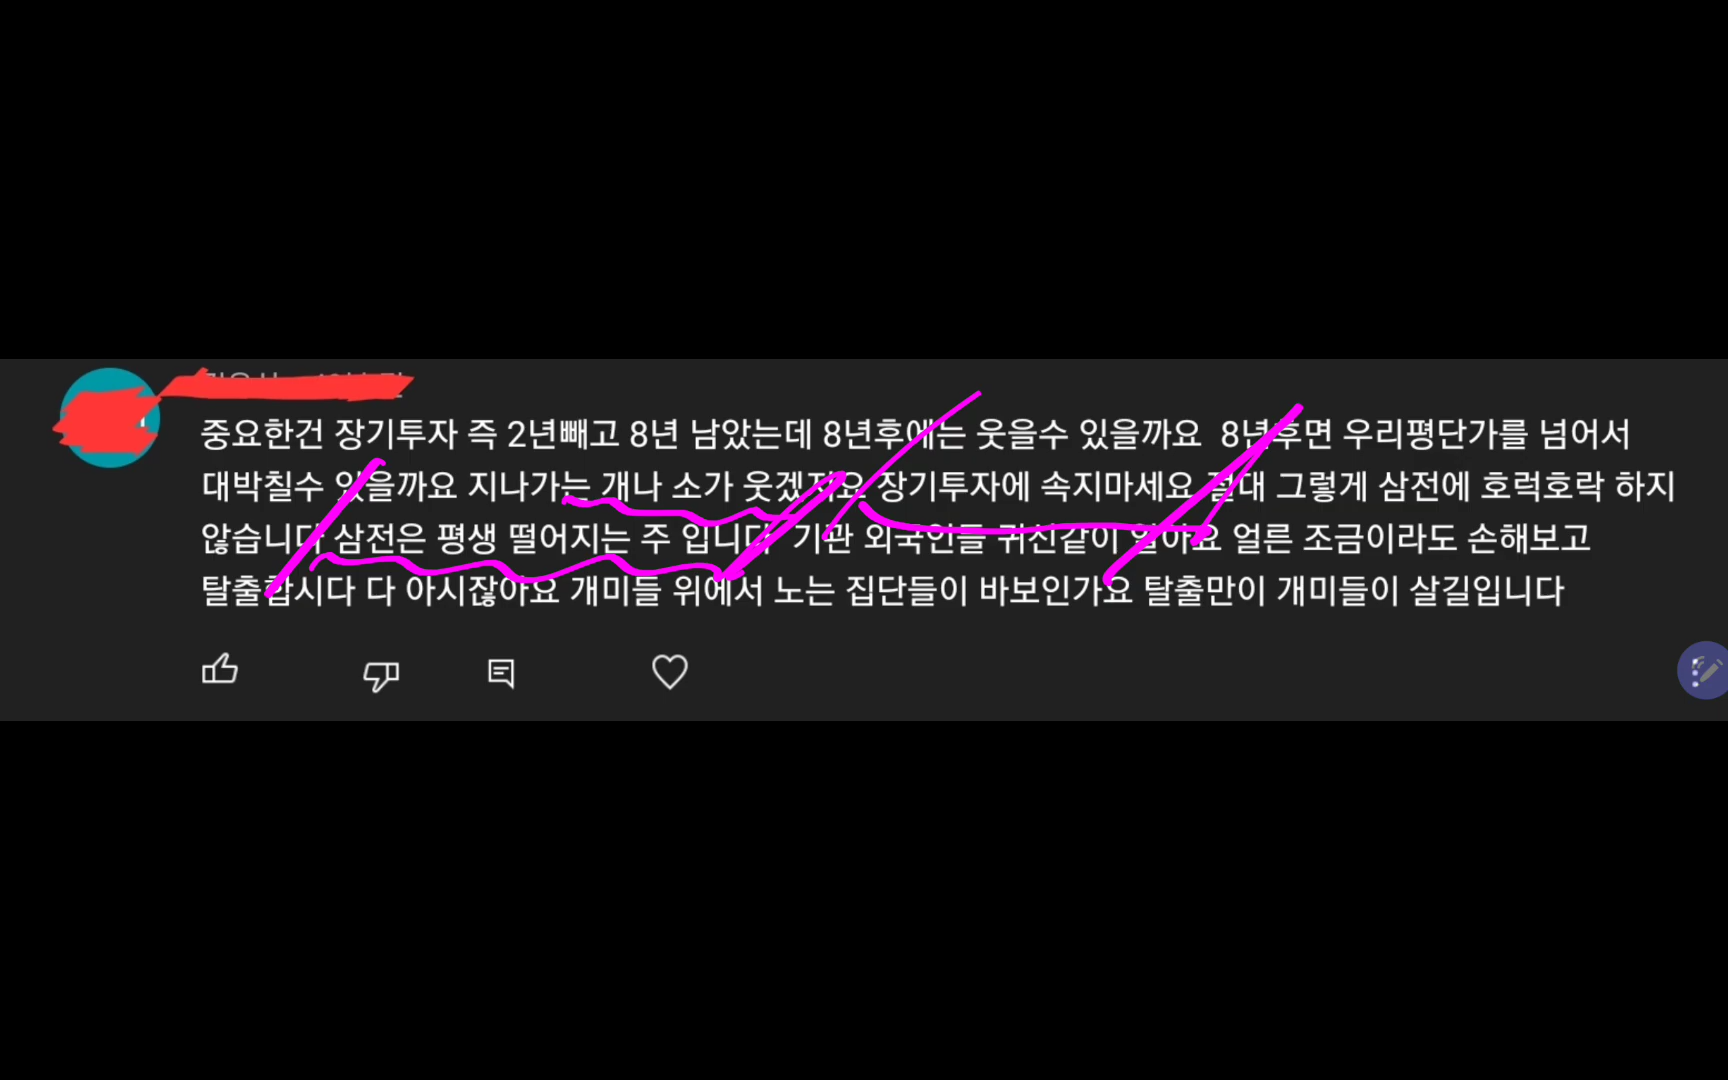 중요한건 장기투자 즉 2년빼고 8년 남았는데 8년후에는 웃을수 있을까요 8년후면 우리평단가를 넘어서
대박칠수 있을까요 지나가는 개나 소가 웃겠지요 장기투자에 속지마세요 절대 그렇게 삼전에 호럭호락 하지
않습니다 삼전은 평생 떨어지는 주 입니다 기관 외국인들 귀신같이 알아요 얼른 조금이라도 손해보고
탈출합시다 다 아시잖아요 개미들 위에서 노는 집단들이 바보인가요 탈출만이 개미들이 살길입니다